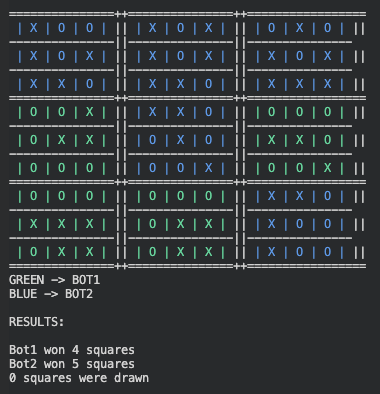 ================++================++==================
| X | O | O | || | X | O | X | || | O | X | O | ||
----------------||----------------||----------------
| X | O | X | || | X | X | X | || | X | O | X | ||
----------------||----------------||----------------
| X | X | O | || | X | O | O | || | X | X | X | ||
================++================++==================
| O | O | X | || | X | X | O | || | O | O | O | ||
----------------||----------------||----------------
| O | X | X | || | O | X | O | || | X | X | O | ||
----------------||----------------||----------------
| O | O | O | || | O | O | X | || | O | O | X | ||
================++================++==================
| O | O | O | || | O | O | O | || | X | X | O | ||
----------------||----------------||----------------
| X | X | X | || | O | X | X | || | X | O | O | ||
----------------||----------------||----------------
| O | X | X | || | O | X | X | || | X | O | O | ||
================++================++==================
GREEN -> BOT1
BLUE -> BOT2
RESULTS:
Bot1 won 4 squares
Bot2 won 5 squares
0 squares were drawn